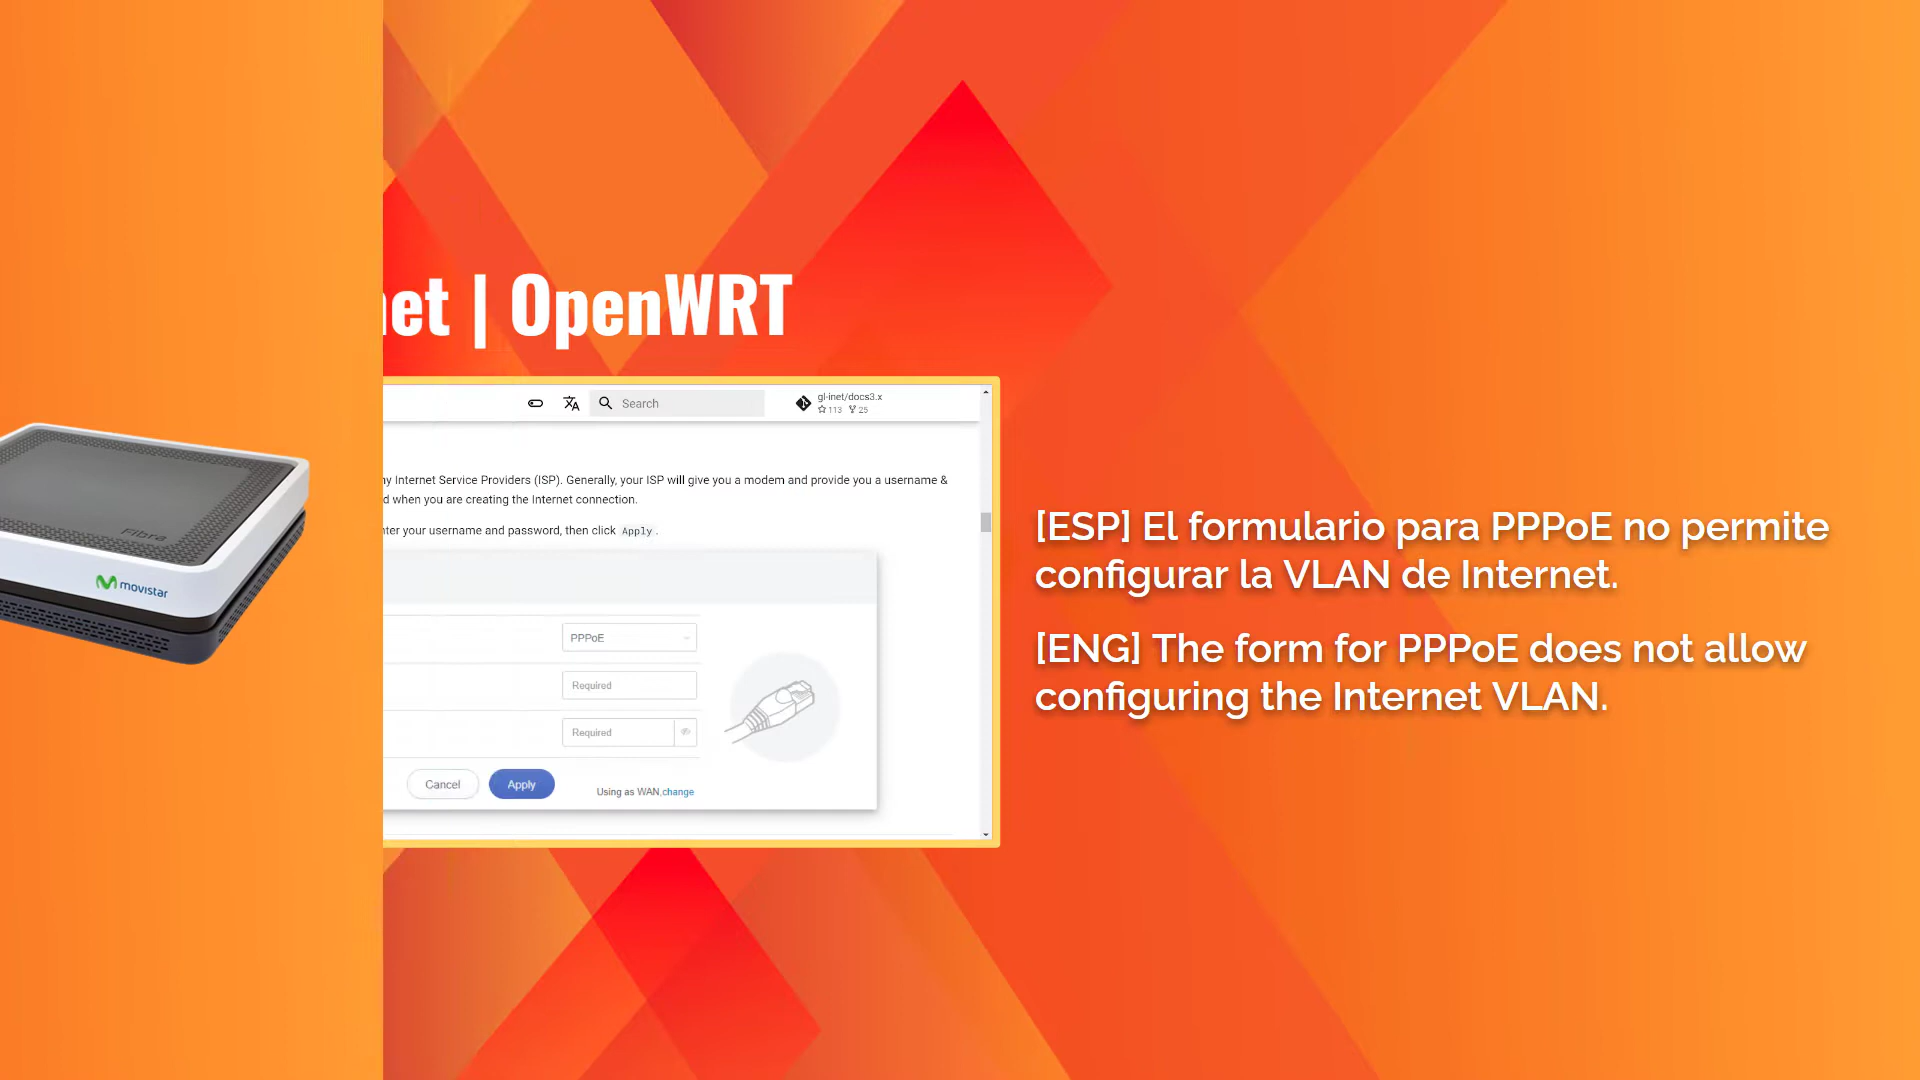 et | OpenWRT
Search
gl-inet/docs3.x
113 25
y Internet Service Providers (ISP). Generally, your ISP will give you a modem and provide you a username &
d when you are creating the Internet connection.
ter your username and password, then click Apply.
PPPoE
Required
Required
Cancel
Apply
Using as WAN,change
Fibra
movistar
[ESP] El formulario para PPPoE no permite
configurar la VLAN de Internet.
[ENG] The form for PPPoE does not allow
configuring the Internet VLAN.